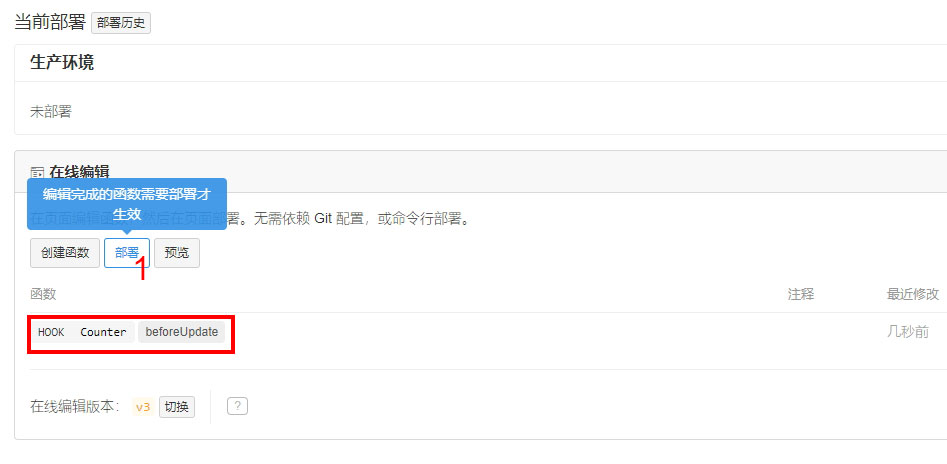 当前部署 部署历史
生产环境
未部署
在线编辑
编辑完成的函数需要部署才
生效
在页面编辑函数，然后在页面部署。无需依赖 Git 配置，或命令行部署。
创建函数 部署 预览
1
函数 注释 最近修改
HOOK Counter beforeUpdate 几秒前
在线编辑版本： v3 切换 ?